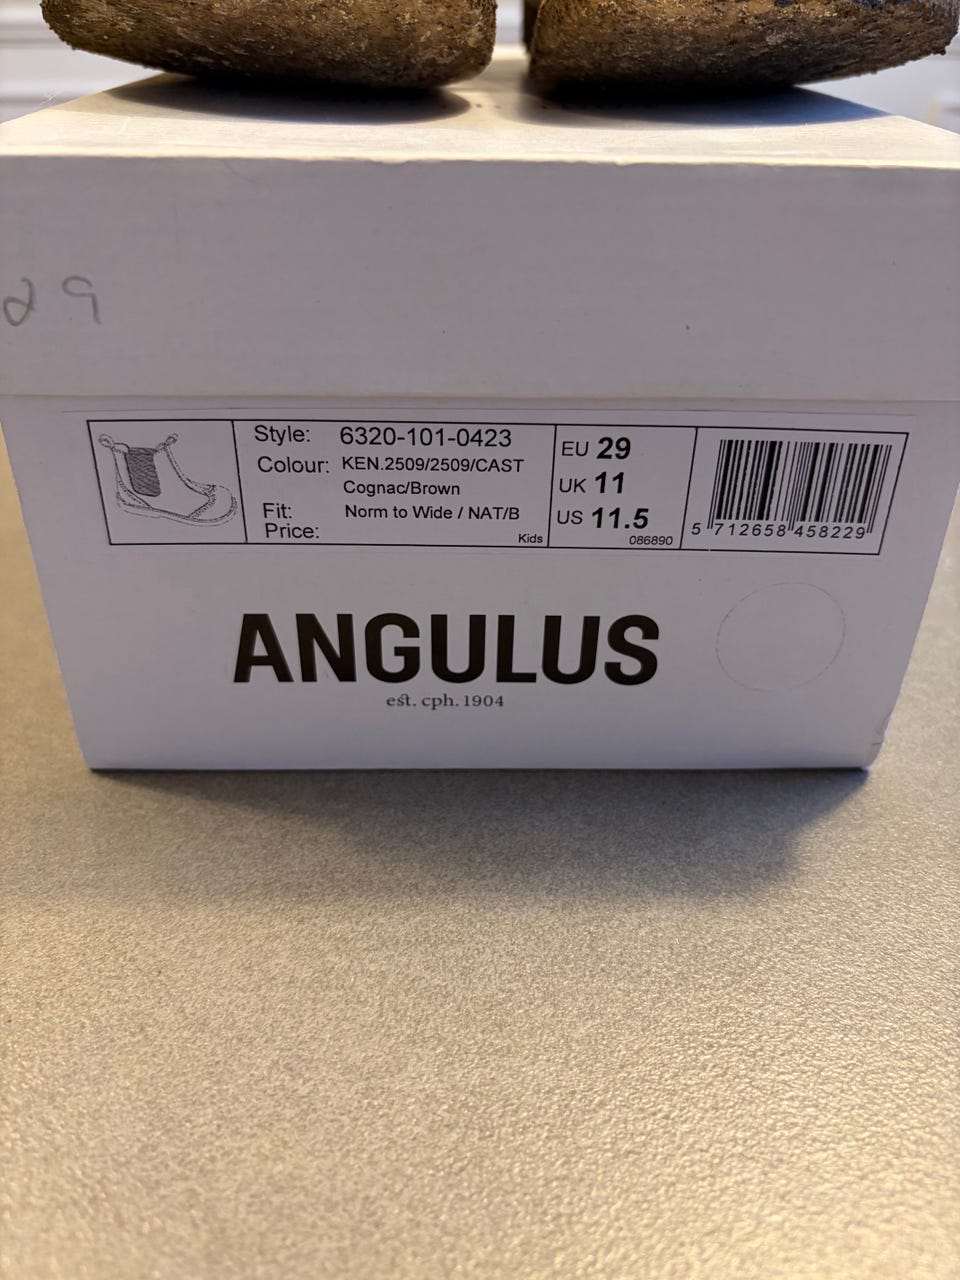 29
Style: 6320-101-0423
Colour: KEN.2509/2509/CAST
Cognac/Brown
Fit: Norm to Wide / NAT/B
Price:
Kids
EU 29
UK 11
US 11.5
086890
5 712658 458229
ANGULUS
est. cph. 1904